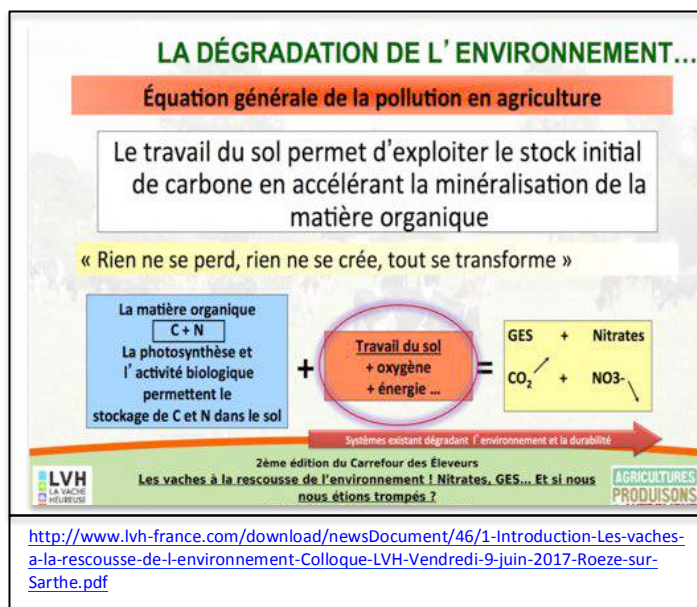 LA DÉGRADATION DE L'ENVIRONNEMENT…
Équation générale de la pollution en agriculture
Le travail du sol permet d'exploiter le stock initial
de carbone en accélérant la minéralisation de la
matière organique
« Rien ne se perd, rien ne se crée, tout se transforme »
La matière organique
C + N
La photosynthèse et
l'activité biologique
permettent le
stockage de C et N dans le sol
+
Travail du sol
+ oxygène
+ énergie …
=
GES + Nitrates
CO2 + NO3-
Systèmes existant dégradant l'environnement et la durabilité
2ème édition du Carrefour des Éleveurs
Les vaches à la rescousse de l'environnement ! Nitrates, GES... Et si nous
nous étions trompés ?
LVH
LA VACHE
HEUREUSE
AGRICULTURES
PRODUISONS
http://www.lvh-france.com/download/newsDocument/46/1-Introduction-Les-vaches-
a-la-rescousse-de-l-environnement-Colloque-LVH-Vendredi-9-juin-2017-Roeze-sur-
Sarthe.pdf